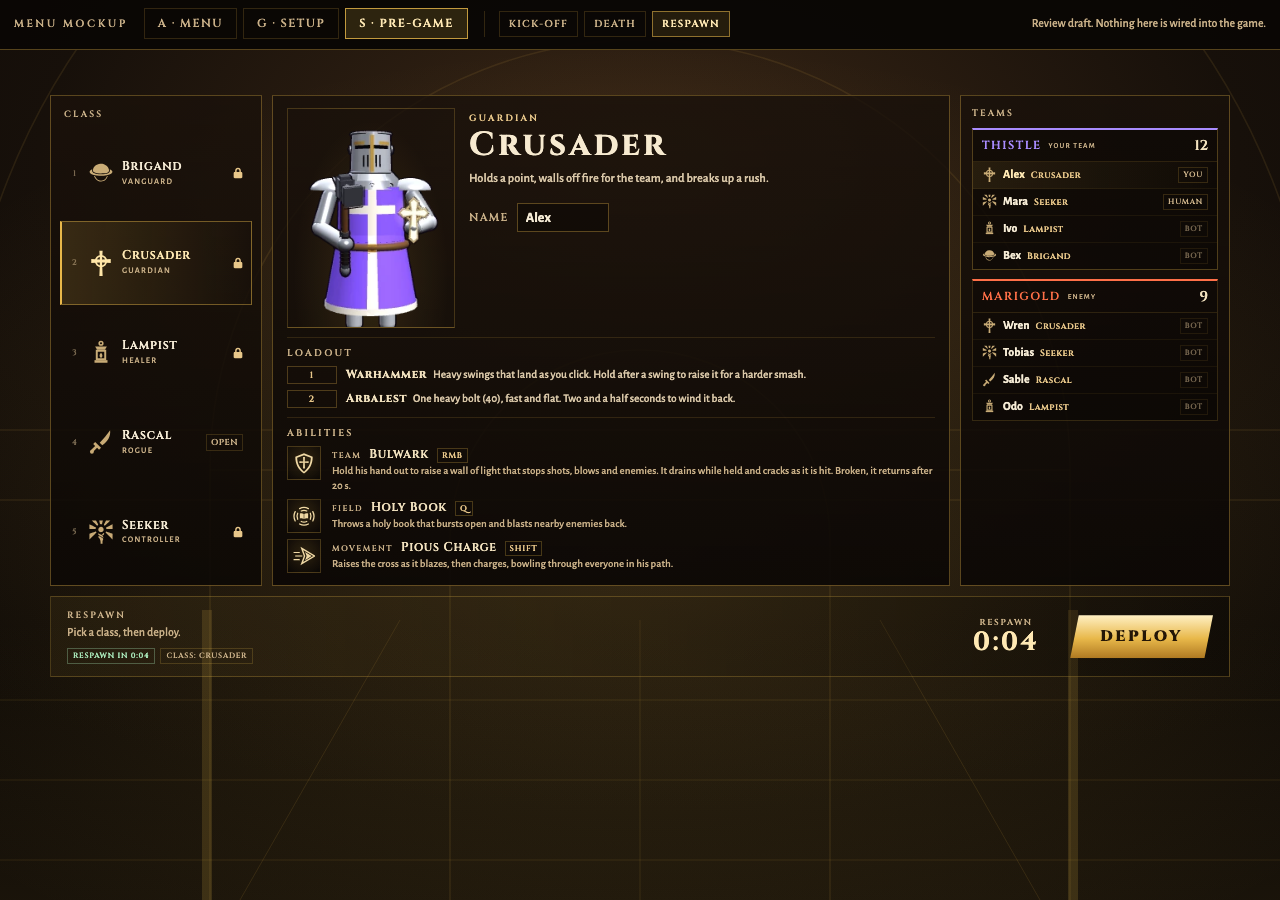 MENU MOCKUP A · MENU G · SETUP S · PRE-GAME KICK-OFF DEATH RESPAWN Review draft. Nothing here is wired into the game.
CLASS
1 BRIGAND
VANGUARD
2 CRUSADER
GUARDIAN
3 LAMPIST
HEALER
4 RASCAL OPEN
ROGUE
5 SEEKER
CONTROLLER
GUARDIAN
CRUSADER
Holds a point, walls off fire for the team, and breaks up a rush.
NAME Alex
LOADOUT
1 WARHAMMER Heavy swings that land as you click. Hold after a swing to raise it for a harder smash.
2 ARBALEST One heavy bolt (40), fast and flat. Two and a half seconds to wind it back.
ABILITIES
TEAM BULWARK RMB
Hold his hand out to raise a wall of light that stops shots, blows and enemies. It drains while held and cracks as it is hit. Broken, it returns after
20 s.
FIELD HOLY BOOK Q
Throws a holy book that bursts open and blasts nearby enemies back.
MOVEMENT PIOUS CHARGE SHIFT
Raises the cross as it blazes, then charges, bowling through everyone in his path.
TEAMS
THISTLE YOUR TEAM 12
Alex CRUSADER YOU
Mara SEEKER HUMAN
Ivo LAMPIST BOT
Bex BRIGAND BOT
MARIGOLD ENEMY 9
Wren CRUSADER BOT
Tobias SEEKER BOT
Sable RASCAL BOT
Odo LAMPIST BOT
RESPAWN
Pick a class, then deploy.
RESPAWN IN 0:04 CLASS: CRUSADER
RESPAWN
0:04
DEPLOY